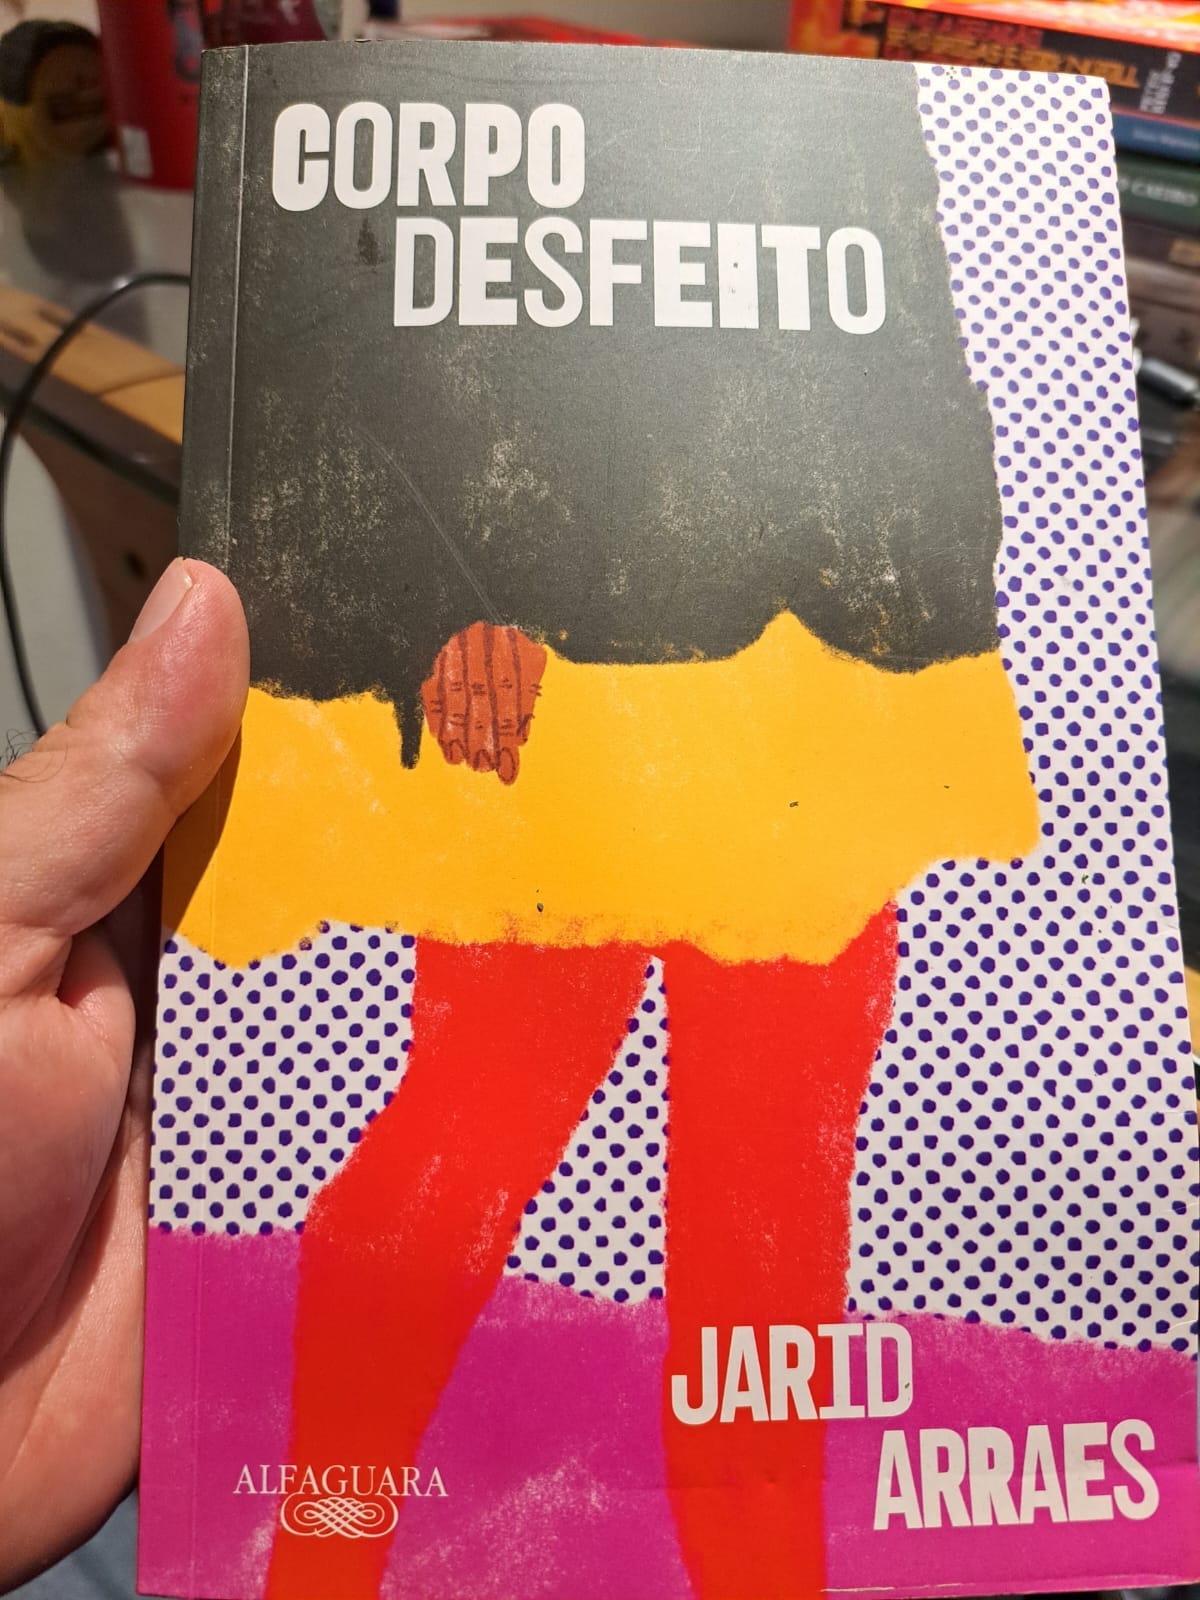 CORPO
DESFEITO
JARID
ARRAES
ALFAGUARA